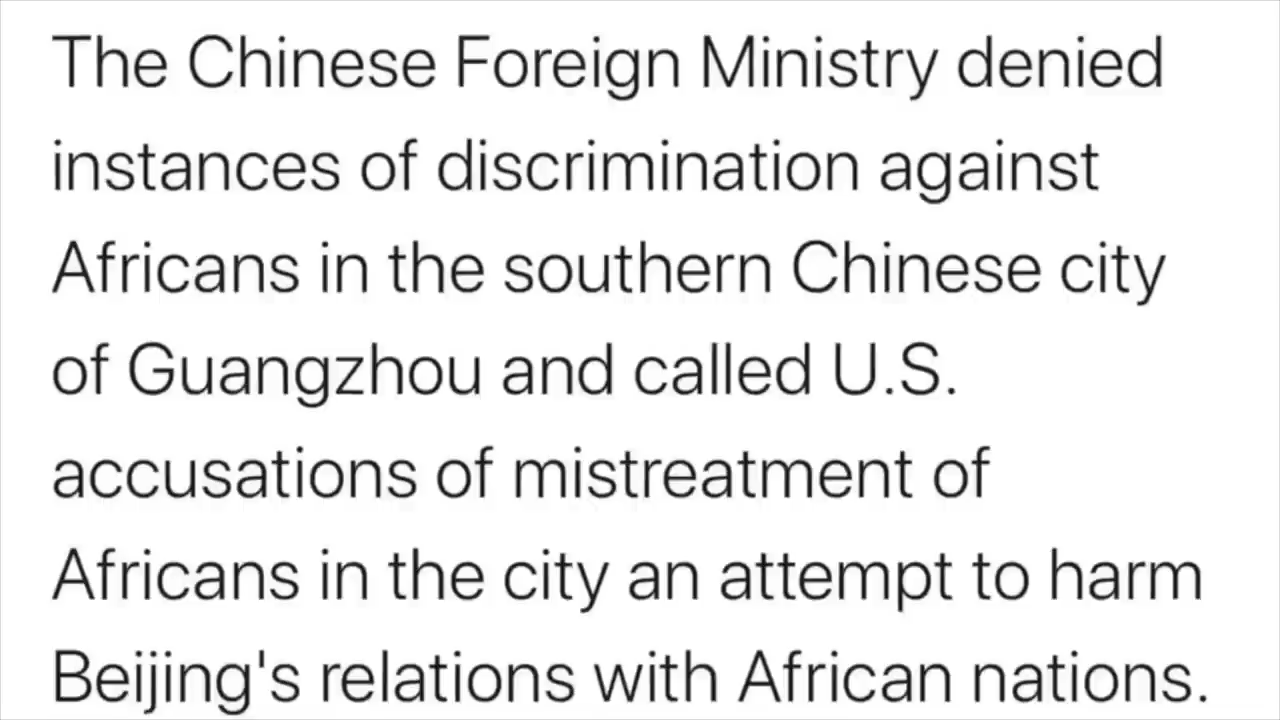 The Chinese Foreign Ministry denied
instances of discrimination against
Africans in the southern Chinese city
of Guangzhou and called U.S.
accusations of mistreatment of
Africans in the city an attempt to harm
Beijing's relations with African nations.